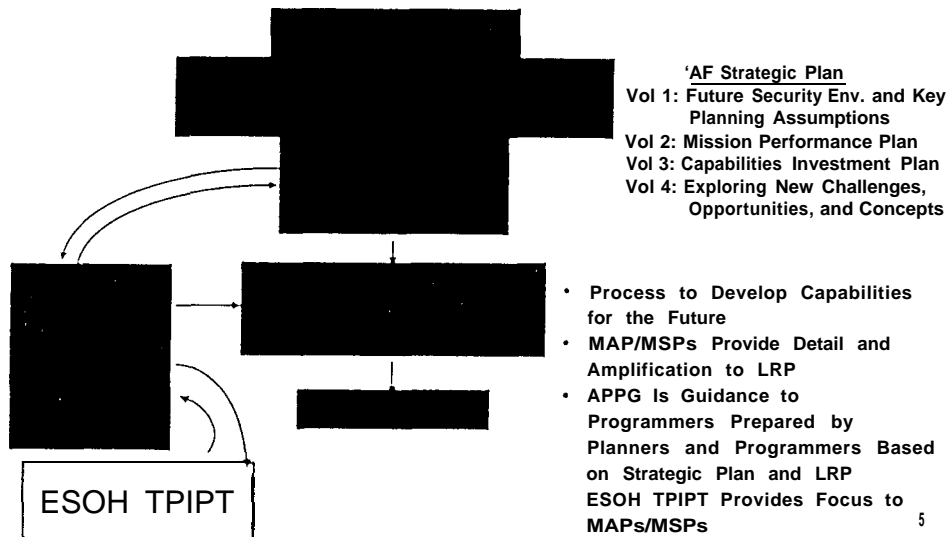 ‘AF Strategic Plan
Vol 1: Future Security Env. and Key
Planning Assumptions
Vol 2: Mission Performance Plan
Vol 3: Capabilities Investment Plan
Vol 4: Exploring New Challenges,
Opportunities, and Concepts
• Process to Develop Capabilities
for the Future
• MAP/MSPs Provide Detail and
Amplification to LRP
• APPG Is Guidance to
Programmers Prepared by
Planners and Programmers Based
on Strategic Plan and LRP
ESOH TPIPT Provides Focus to
MAPs/MSPs
ESOH TPIPT
5